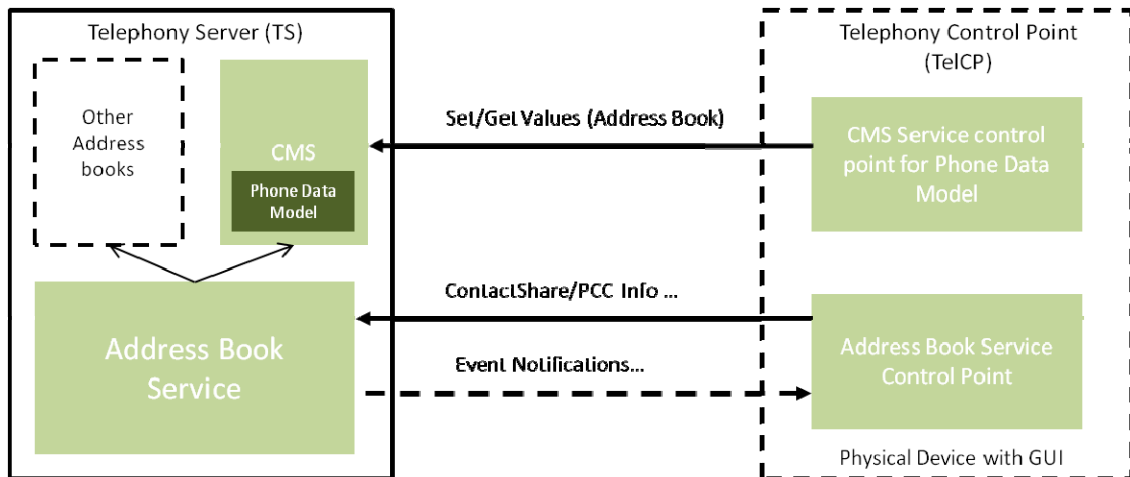 Telephony Server (TS)
Other
Address
books
CMS
Phone Data
Model
Address Book
Service
Set/Get Values (Address Book)
ContactShare/PCC Info ...
Event Notifications...
Telephony Control Point
(TelCP)
CMS Service control
point for Phone Data
Model
Address Book Service
Control Point
Physical Device with GUI